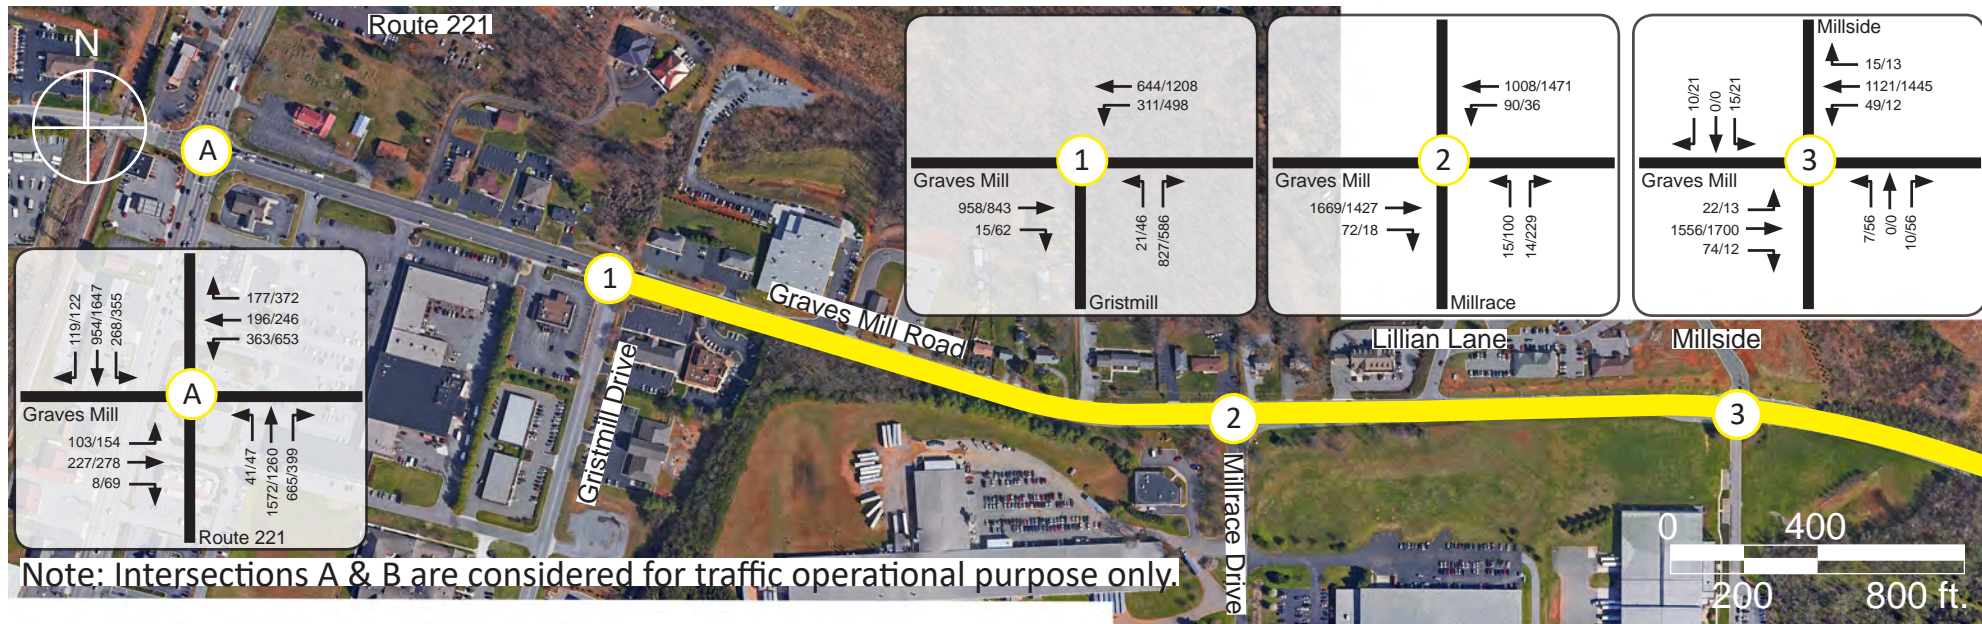 Route 221
N
A
1
Gristmill Drive
Graves Mill Road
2
Millrace Drive
Lillian Lane
Millside
3
119/122
954/1647
268/355
177/372
196/246
363/653
A
Graves Mill
103/154
227/278
8/69
41/47
1572/1260
665/399
Route 221
644/1208
311/498
1
Graves Mill
958/843
15/62
21/46
827/586
Gristmill
1008/1471
90/36
2
Graves Mill
1669/1427
72/18
15/100
14/229
Millrace
Millside
10/21
0/0
15/21
15/13
1121/1445
49/12
3
Graves Mill
22/13
1556/1700
74/12
7/56
0/0
10/56
0 400
200 800 ft.
Note: Intersections A & B are considered for traffic operational purpose only.